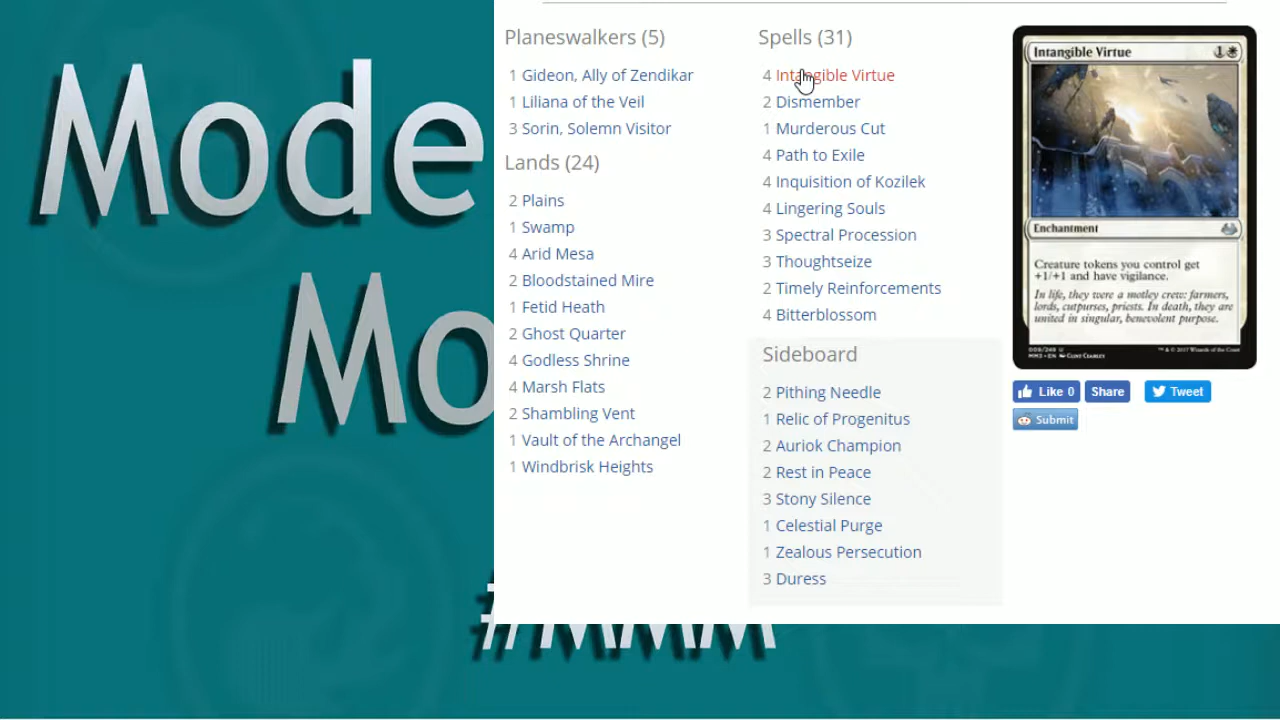 Mode
Mo
#MMM
Planeswalkers (5)
1 Gideon, Ally of Zendikar
1 Liliana of the Veil
3 Sorin, Solemn Visitor
Lands (24)
2 Plains
1 Swamp
4 Arid Mesa
2 Bloodstained Mire
1 Fetid Heath
2 Ghost Quarter
4 Godless Shrine
4 Marsh Flats
2 Shambling Vent
1 Vault of the Archangel
1 Windbrisk Heights
Spells (31)
4 Intangible Virtue
2 Dismember
1 Murderous Cut
4 Path to Exile
4 Inquisition of Kozilek
4 Lingering Souls
3 Spectral Procession
3 Thoughtseize
2 Timely Reinforcements
4 Bitterblossom
Sideboard
2 Pithing Needle
1 Relic of Progenitus
2 Auriok Champion
2 Rest in Peace
3 Stony Silence
1 Celestial Purge
1 Zealous Persecution
3 Duress
Intangible Virtue 1
Enchantment
Creature tokens you control get
+1/+1 and have vigilance.
In life, they were a motley crew: farmers,
lords, cutpurses, priests. In death, they are
united in singular, benevolent purpose.
Like 0 Share Tweet
Submit